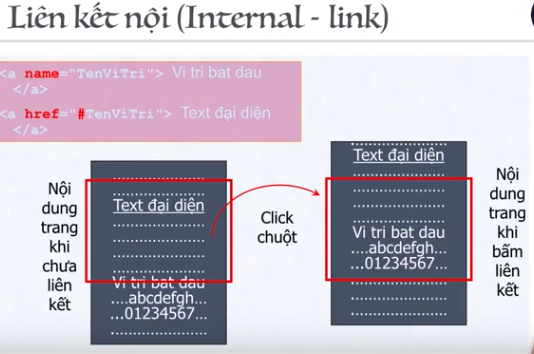 Liên kết nội (Internal - link)
<a name="TenViTri"> Vi tri bat dau
</a>
<a href="#TenViTri"> Text đại diện
</a>
Nội
dung
trang
khi
chưa
liên
kết
....................
....................
Text đại diện
....................
....................
....................
Vi tri bat dau
....abcdefgh...
...01234567...
....................
Click
chuột
....................
Text đại diện
....................
....................
....................
Vi tri bat dau
....abcdefgh...
...01234567...
....................
....................
....................
Nội
dung
trang
khi
bấm
liên
kết